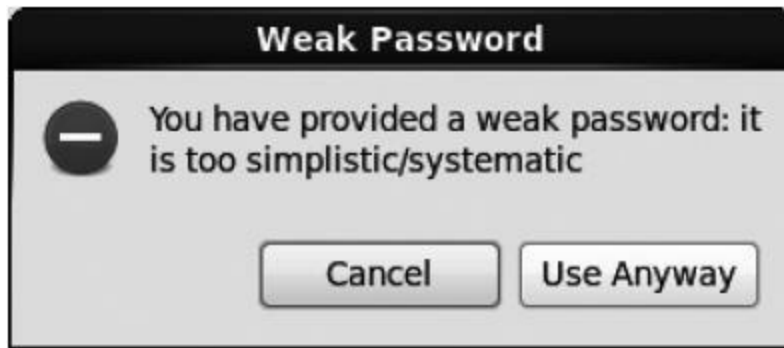 Weak Password
You have provided a weak password: it
is too simplistic/systematic
Cancel
Use Anyway